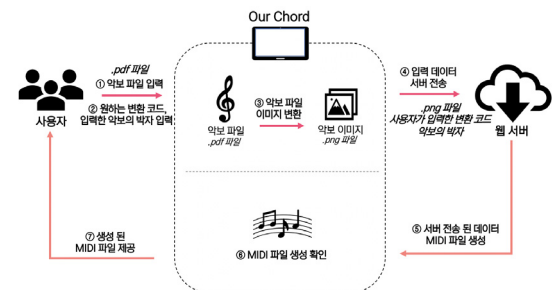 Our Chord
.pdf 파일
① 악보 파일 입력
② 원하는 변환 코드,
입력한 악보의 박자 입력
사용자
악보 파일
.pdf 파일
③ 악보 파일
이미지 변환
악보 이미지
.png 파일
④ 입력 데이터
서버 전송
.png 파일
사용자가 입력한 변환 코드
악보의 박자
웹 서버
⑤ 서버 전송 된 데이터
MIDI 파일 생성
⑥ MIDI 파일 생성 확인
⑦ 생성 된
MIDI 파일 제공